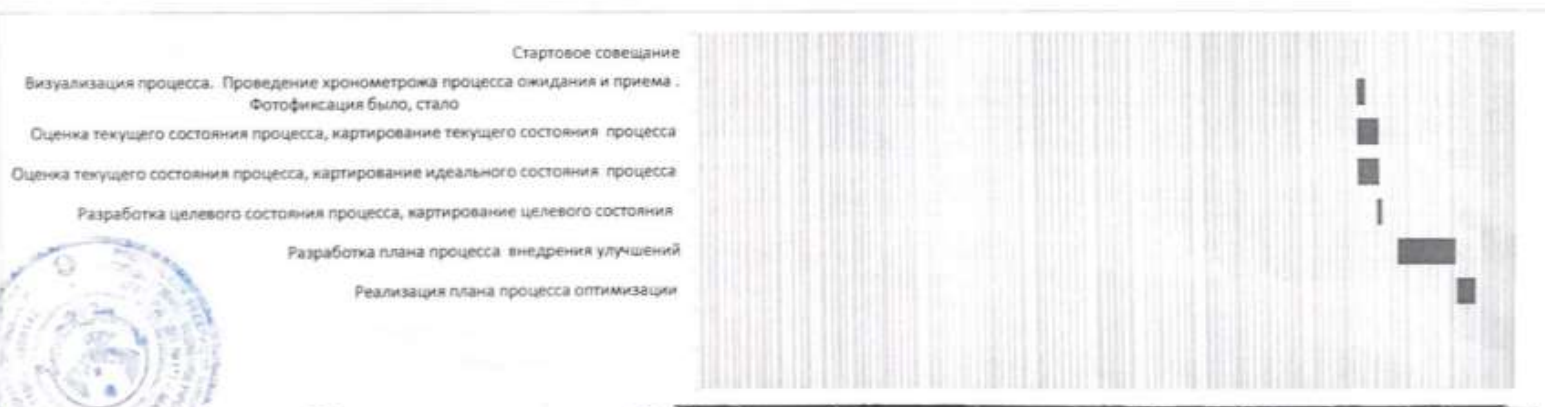 Стартовое совещание
Визуализация процесса. Проведение хронометрожа процесса ожидания и приема .
Фотофиксация было, стало
Оценка текущего состояния процесса, картирование текущего состояния процесса
Оценка текущего состояния процесса, картирование идеального состояния процесса
Разработка целевого состояния процесса, картирование целевого состояния
Разработка плана процесса внедрения улучшений
Реализация плана процесса оптимизации